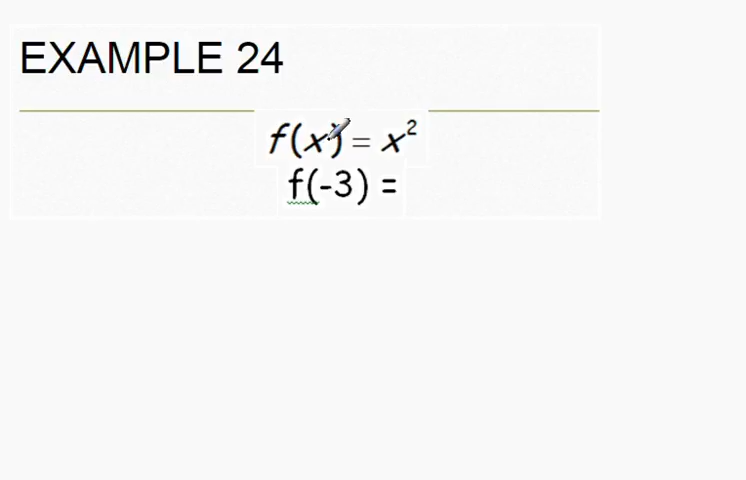 EXAMPLE 24
f(x) = x²
f(-3) =